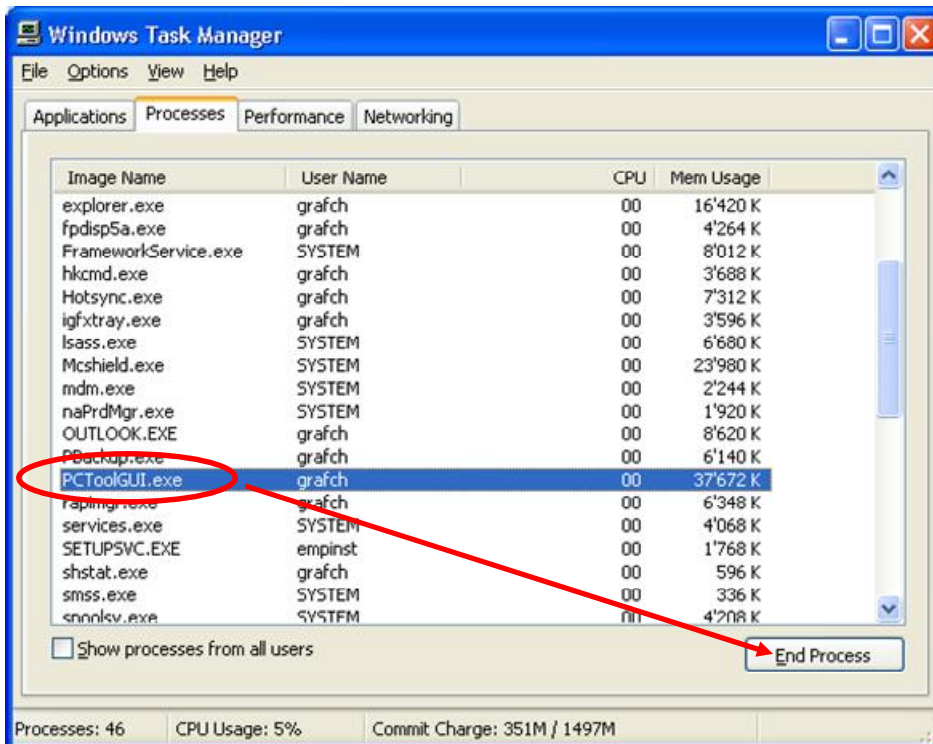 Windows Task Manager
File Options View Help
Applications Processes Performance Networking
Image Name User Name CPU Mem Usage
explorer.exe grafch 00 16'420 K
fpdisp5a.exe grafch 00 4'264 K
FrameworkService.exe SYSTEM 00 8'012 K
hkcmd.exe grafch 00 3'688 K
Hotsync.exe grafch 00 7'312 K
igfxtray.exe grafch 00 3'596 K
lsass.exe SYSTEM 00 6'680 K
Mcshield.exe SYSTEM 00 23'980 K
mdm.exe SYSTEM 00 2'244 K
naPrdMgr.exe SYSTEM 00 1'920 K
OUTLOOK.EXE grafch 00 8'620 K
PBackup.exe grafch 00 6'140 K
PCToolGUI.exe grafch 00 37'672 K
rapimgr.exe grafch 00 6'348 K
services.exe SYSTEM 00 4'068 K
SETUPSVC.EXE empinst 00 1'768 K
shstat.exe grafch 00 596 K
smss.exe SYSTEM 00 336 K
spoolsv.exe SYSTEM 00 4'208 K
Show processes from all users End Process
Processes: 46 CPU Usage: 5% Commit Charge: 351M / 1497M